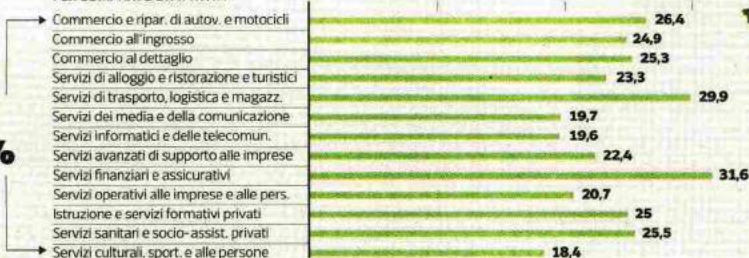 Commercio e ripar. di autov. e motocicli 26,4
Commercio all'ingrosso 24,9
Commercio al dettaglio 25,3
Servizi di alloggio e ristorazione e turistici 23,3
Servizi di trasporto, logistica e magazz. 29,9
Servizi dei media e della comunicazione 19,7
Servizi informatici e delle telecomun. 19,6
% Servizi avanzati di supporto alle imprese 22,4
Servizi finanziari e assicurativi 31,6
Servizi operativi alle imprese e alle pers. 20,7
Istruzione e servizi formativi privati 25
Servizi sanitari e socio-assist. privati 25,5
Servizi culturali, sport. e alle persone 18,4